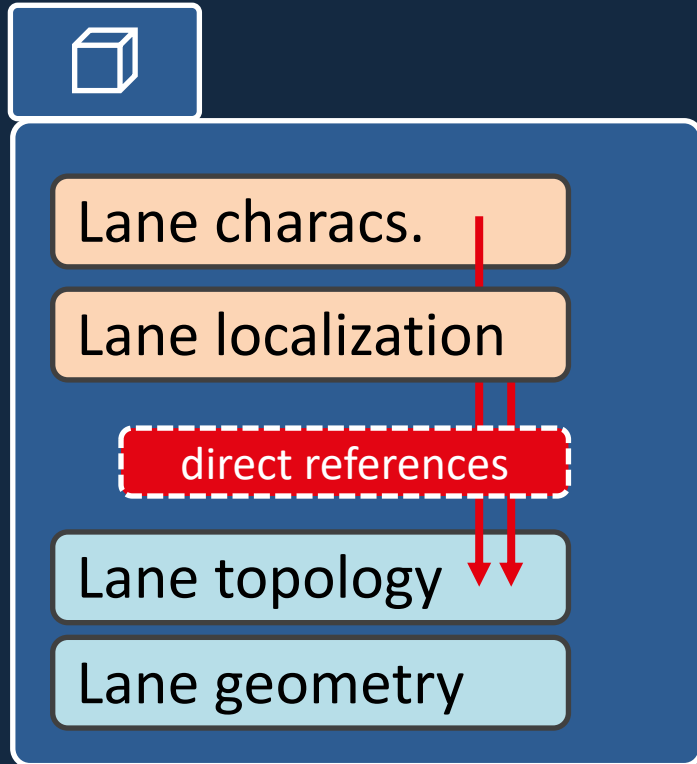 Lane characs.
Lane localization
direct references
Lane topology
Lane geometry